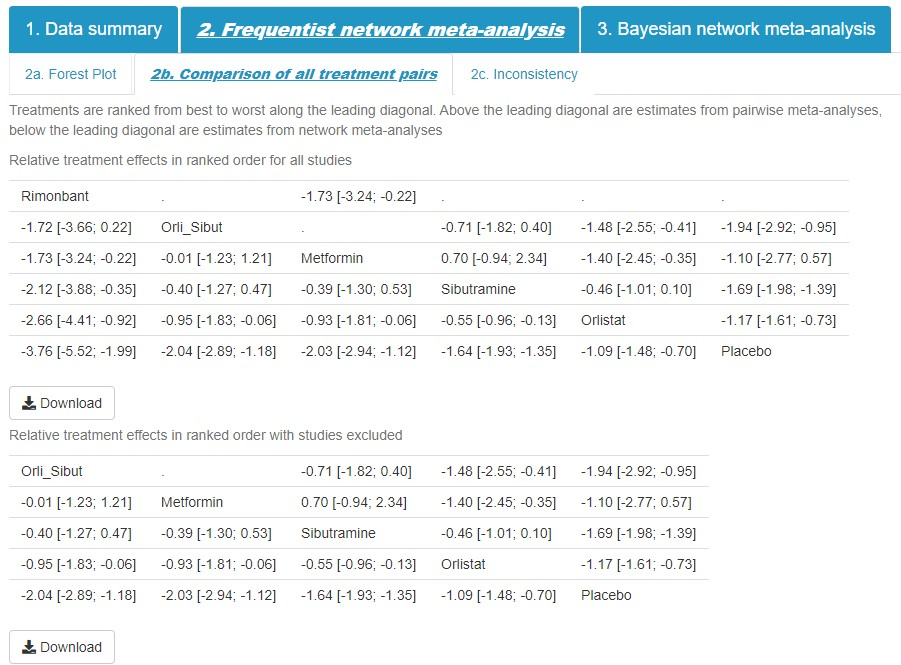 1. Data summary 2. Frequentist network meta-analysis 3. Bayesian network meta-analysis
2a. Forest Plot 2b. Comparison of all treatment pairs 2c. Inconsistency
Treatments are ranked from best to worst along the leading diagonal. Above the leading diagonal are estimates from pairwise meta-analyses,
below the leading diagonal are estimates from network meta-analyses
Relative treatment effects in ranked order for all studies
Rimonbant . -1.73 [-3.24; -0.22] . . .
-1.72 [-3.66; 0.22] Orli_Sibut . -0.71 [-1.82; 0.40] -1.48 [-2.55; -0.41] -1.94 [-2.92; -0.95]
-1.73 [-3.24; -0.22] -0.01 [-1.23; 1.21] Metformin 0.70 [-0.94; 2.34] -1.40 [-2.45; -0.35] -1.10 [-2.77; 0.57]
-2.12 [-3.88; -0.35] -0.40 [-1.27; 0.47] -0.39 [-1.30; 0.53] Sibutramine -0.46 [-1.01; 0.10] -1.69 [-1.98; -1.39]
-2.66 [-4.41; -0.92] -0.95 [-1.83; -0.06] -0.93 [-1.81; -0.06] -0.55 [-0.96; -0.13] Orlistat -1.17 [-1.61; -0.73]
-3.76 [-5.52; -1.99] -2.04 [-2.89; -1.18] -2.03 [-2.94; -1.12] -1.64 [-1.93; -1.35] -1.09 [-1.48; -0.70] Placebo
Download
Relative treatment effects in ranked order with studies excluded
Orli_Sibut . -0.71 [-1.82; 0.40] -1.48 [-2.55; -0.41] -1.94 [-2.92; -0.95]
-0.01 [-1.23; 1.21] Metformin 0.70 [-0.94; 2.34] -1.40 [-2.45; -0.35] -1.10 [-2.77; 0.57]
-0.40 [-1.27; 0.47] -0.39 [-1.30; 0.53] Sibutramine -0.46 [-1.01; 0.10] -1.69 [-1.98; -1.39]
-0.95 [-1.83; -0.06] -0.93 [-1.81; -0.06] -0.55 [-0.96; -0.13] Orlistat -1.17 [-1.61; -0.73]
-2.04 [-2.89; -1.18] -2.03 [-2.94; -1.12] -1.64 [-1.93; -1.35] -1.09 [-1.48; -0.70] Placebo
Download